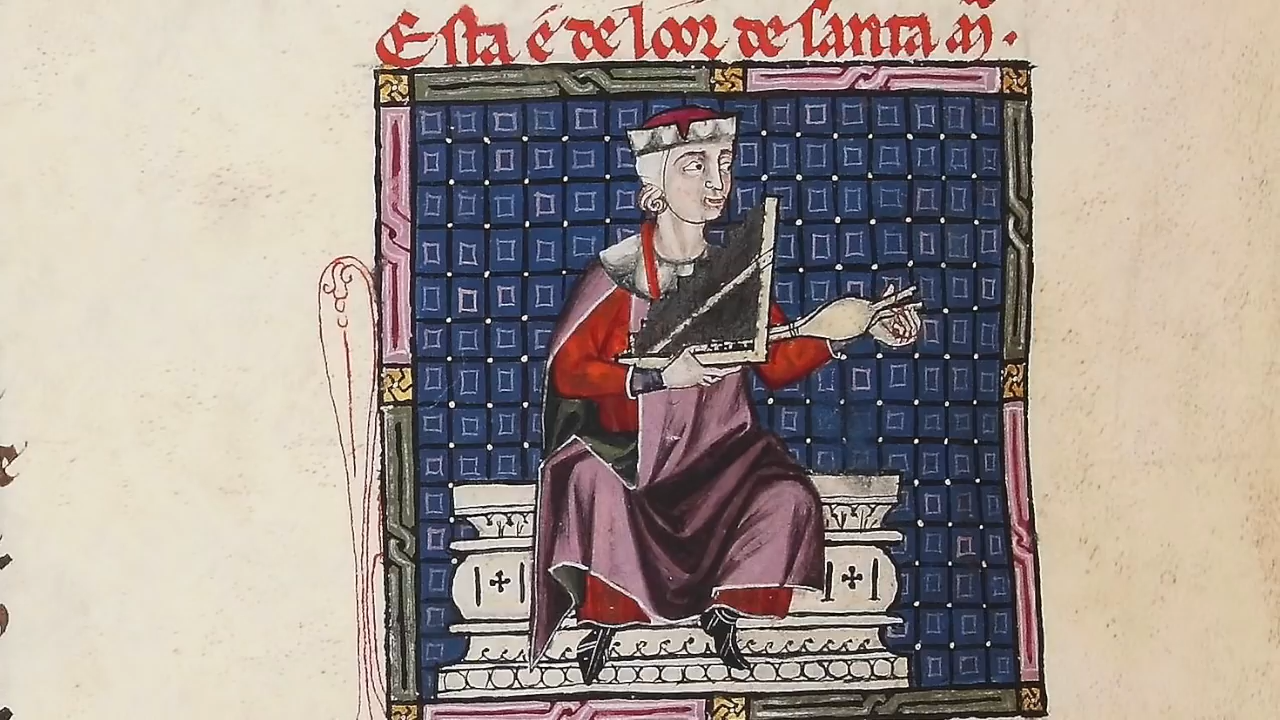 Esta é de loor de santa m̃.